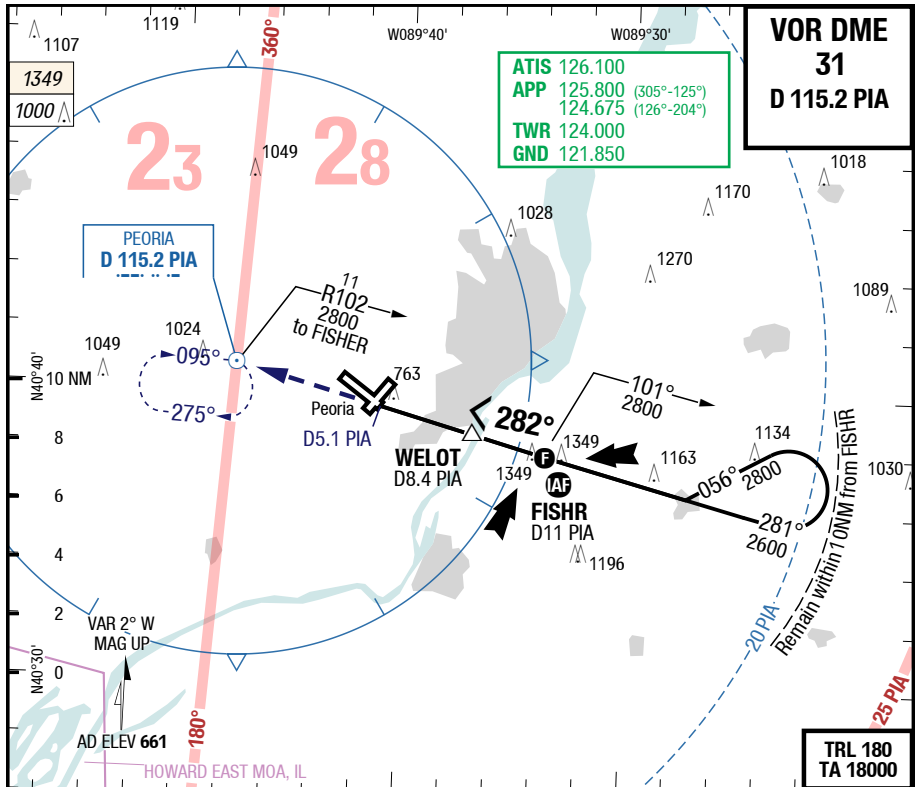 1119
W089°40'
W089°30'
VOR DME
31
D 115.2 PIA
1107
360°
1349
1000
ATIS 126.100
APP 125.800 (305°-125°)
124.675 (126°-204°)
TWR 124.000
GND 121.850
23
28
1049
1018
1170
1028
PEORIA
D 115.2 PIA
1270
1089
11
R102
2800
to FISHER
1024
1049
095°
275°
N40°40'
10 NM
763
Peoria
D5.1 PIA
101°
2800
282°
WELOT
D8.4 PIA
8
1349
1349
F
IAF
FISHR
D11 PIA
1163
1134
056°
2800
281°
2600
1030
Remain within 10NM from FISHR
6
4
1196
2
VAR 2° W
MAG UP
20 PIA
N40°30'
0
180°
25 PIA
AD ELEV 661
HOWARD EAST MOA, IL
TRL 180
TA 18000